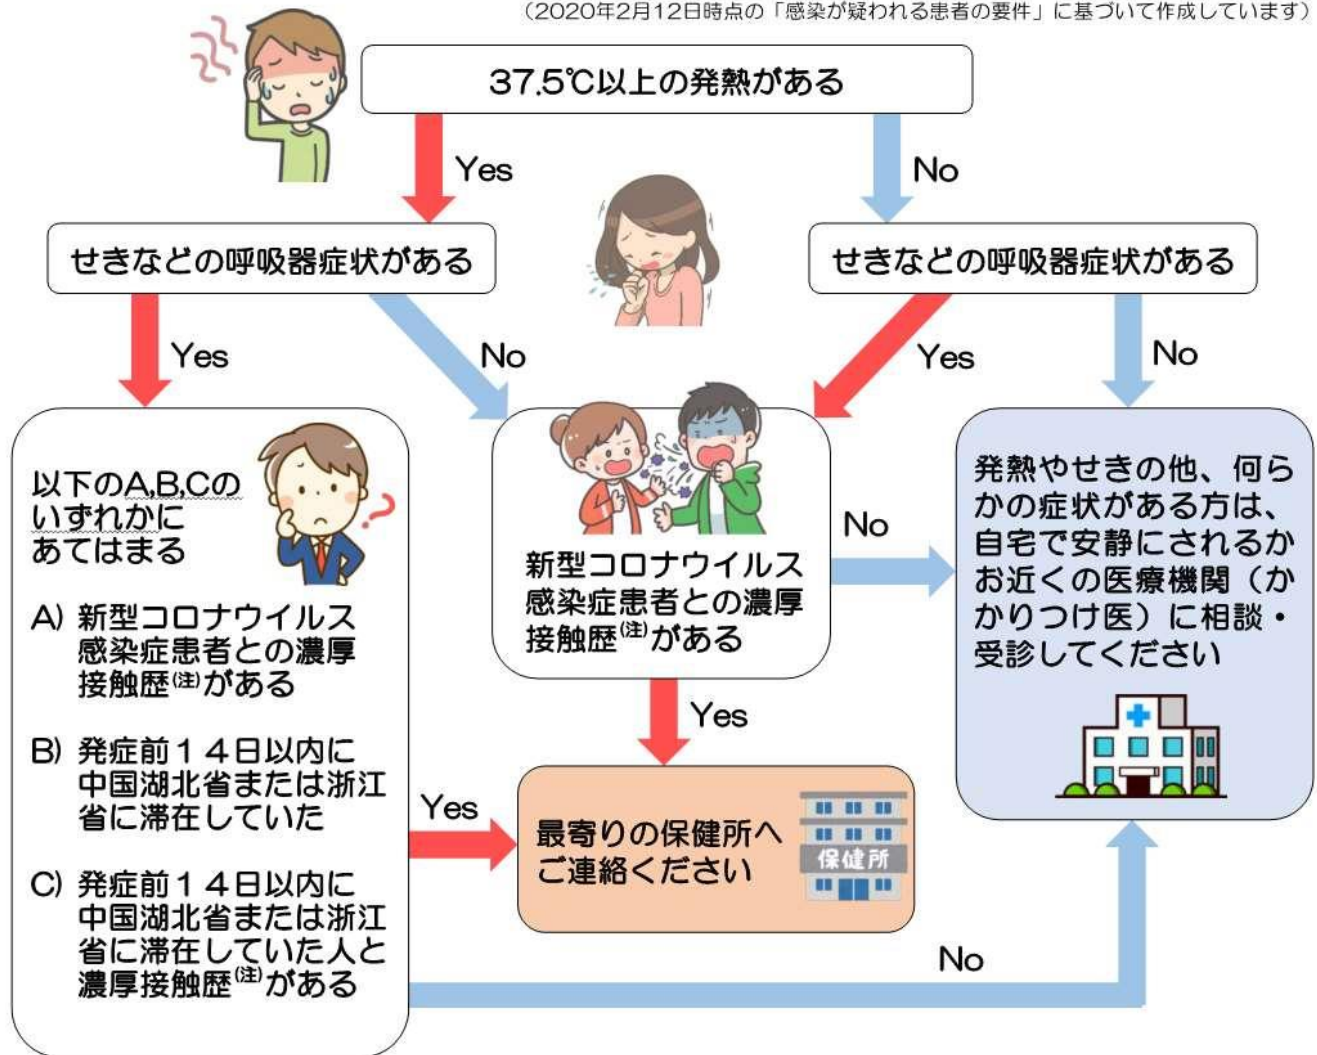 （2020年2月12日時点の「感染が疑われる患者の要件」に基づいて作成しています）
37.5℃以上の発熱がある
Yes
No
せきなどの呼吸器症状がある
せきなどの呼吸器症状がある
Yes
No
Yes
No
以下のA,B,Cの
いずれかに
あてはまる
A) 新型コロナウイルス
感染症患者との濃厚
接触歴(注)がある
B) 発症前１４日以内に
中国湖北省または浙江
省に滞在していた
C) 発症前１４日以内に
中国湖北省または浙江
省に滞在していた人と
濃厚接触歴(注)がある
新型コロナウイルス
感染症患者との濃厚
接触歴(注)がある
No
発熱やせきの他、何ら
かの症状がある方は、
自宅で安静にされるか
お近くの医療機関（か
かりつけ医）に相談・
受診してください
Yes
Yes
最寄りの保健所へ
ご連絡ください
保健所
No